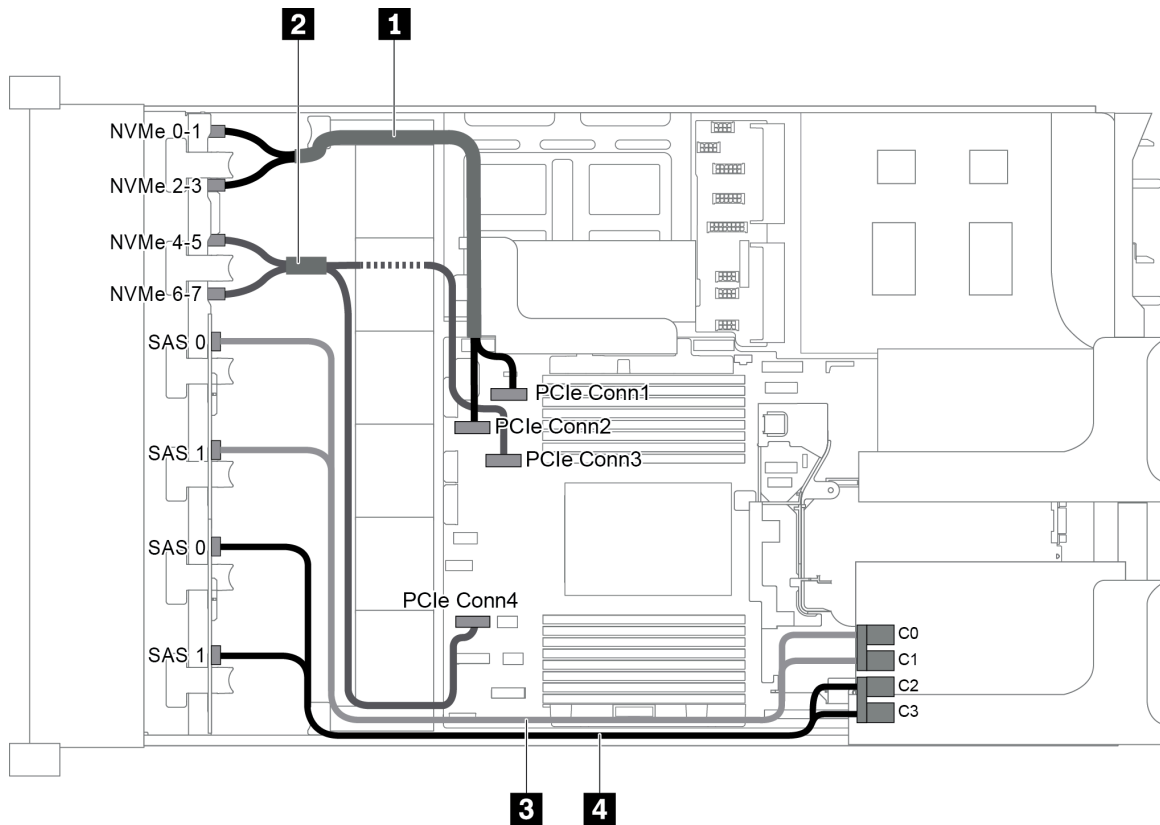 2
1
NVMe 0-1
NVMe 2-3
NVMe 4-5
NVMe 6-7
SAS 0
PCIe Conn1
PCIe Conn2
SAS 1
PCIe Conn3
SAS 0
PCIe Conn4
C0
SAS 1
C1
C2
C3
3
4